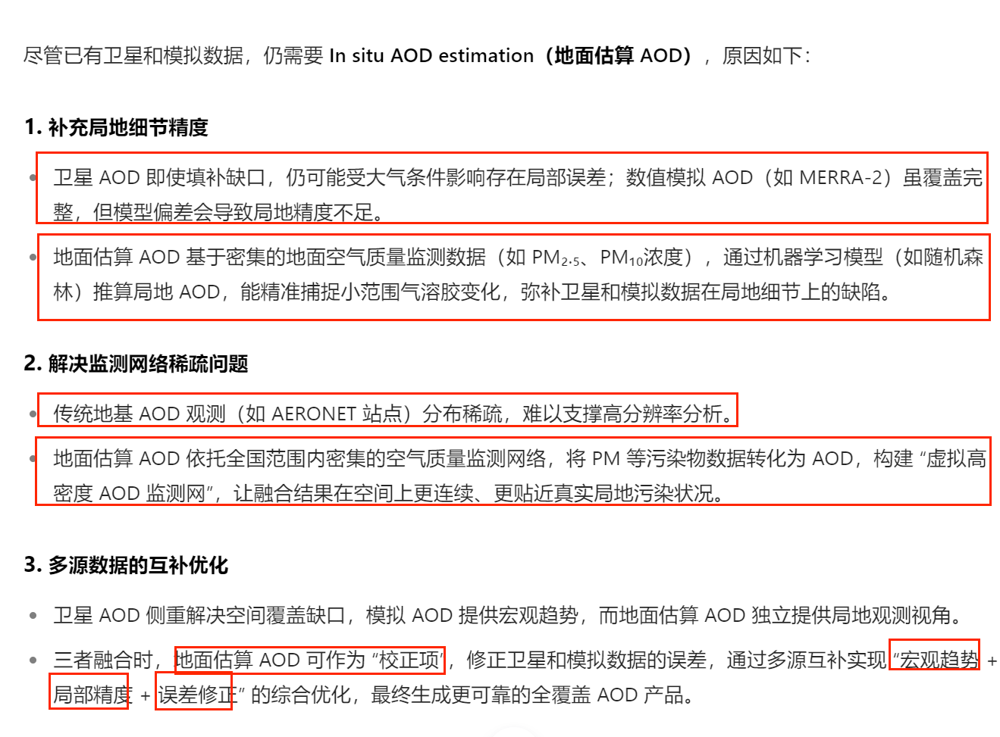 尽管已有卫星和模拟数据，仍需要 In situ AOD estimation（地面估算 AOD），原因如下：
1. 补充局地细节精度
卫星 AOD 即使填补缺口，仍可能受大气条件影响存在局部误差；数值模拟 AOD（如 MERRA-2）虽覆盖完
整，但模型偏差会导致局地精度不足。
地面估算 AOD 基于密集的地面空气质量监测数据（如 PM₂.₅、PM₁₀浓度），通过机器学习模型（如随机森
林）推算局地 AOD，能精准捕捉小范围气溶胶变化，弥补卫星和模拟数据在局地细节上的缺陷。
2. 解决监测网络稀疏问题
传统地基 AOD 观测（如 AERONET 站点）分布稀疏，难以支撑高分辨率分析。
地面估算 AOD 依托全国范围内密集的空气质量监测网络，将 PM 等污染物数据转化为 AOD，构建 “虚拟高
密度 AOD 监测网”，让融合结果在空间上更连续、更贴近真实局地污染状况。
3. 多源数据的互补优化
卫星 AOD 侧重解决空间覆盖缺口，模拟 AOD 提供宏观趋势，而地面估算 AOD 独立提供局地观测视角。
三者融合时，地面估算 AOD 可作为 “校正项”，修正卫星和模拟数据的误差，通过多源互补实现 “宏观趋势 +
局部精度 + 误差修正” 的综合优化，最终生成更可靠的全覆盖 AOD 产品。